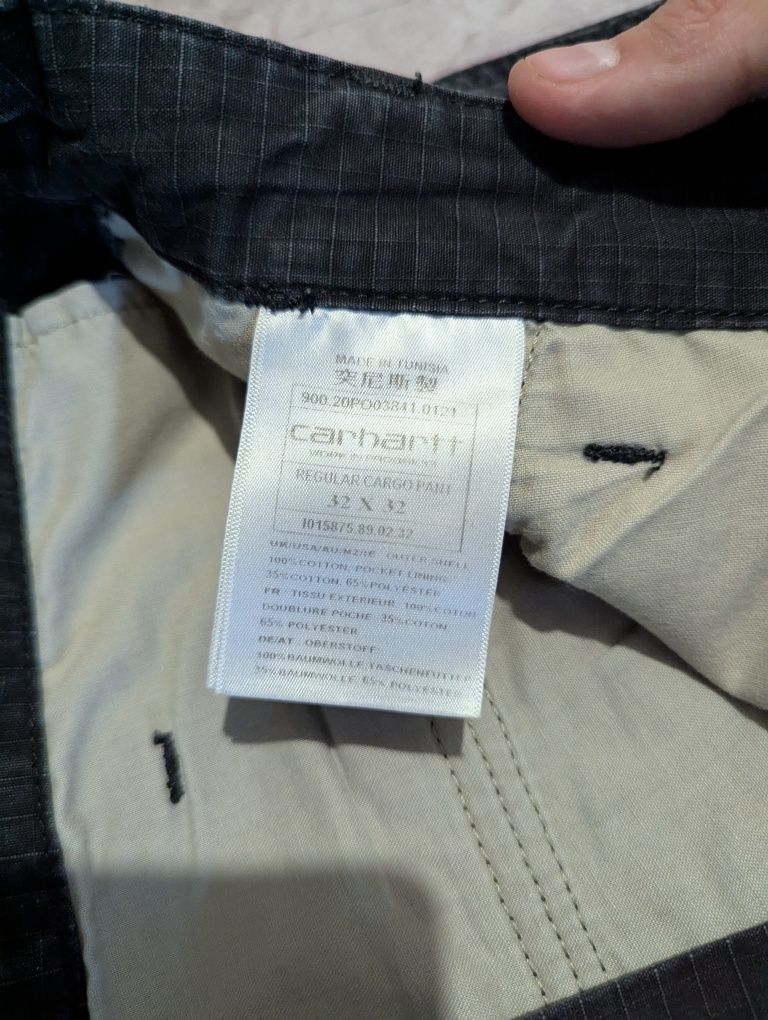 MADE IN TUNISIA
突尼斯製
900.20PO03841.0121
carhartt
WORK IN PROGRESS
REGULAR CARGO PANT
32 X 32
I015875.89.02.32
UK/USA/AU/NZ/IE OUTER SHELL
100%COTTON, POCKET LINING
35%COTTON, 65%POLYESTER
FR TISSU EXTERIEUR 100%COTON
DOUBLURE POCHE 35%COTON,
65% POLYESTER
DE/AT OBERSTOFF
100%BAUMWOLLE,TASCHENFUTTER
35%BAUMWOLLE, 65% POLYESTER